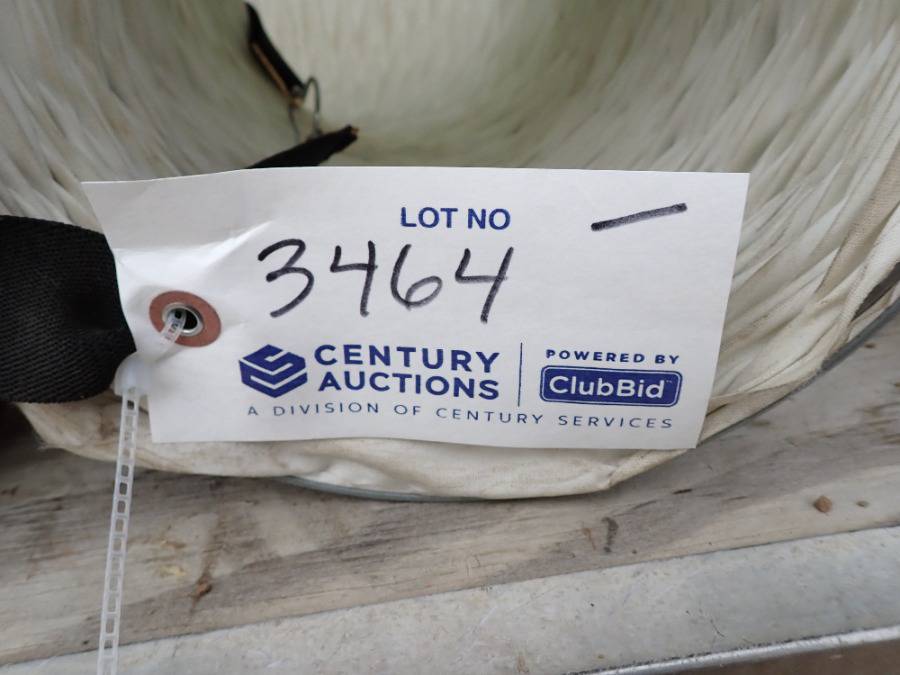 LOT NO
3464 —
CENTURY
AUCTIONS
A DIVISION OF CENTURY SERVICES
POWERED BY
ClubBid